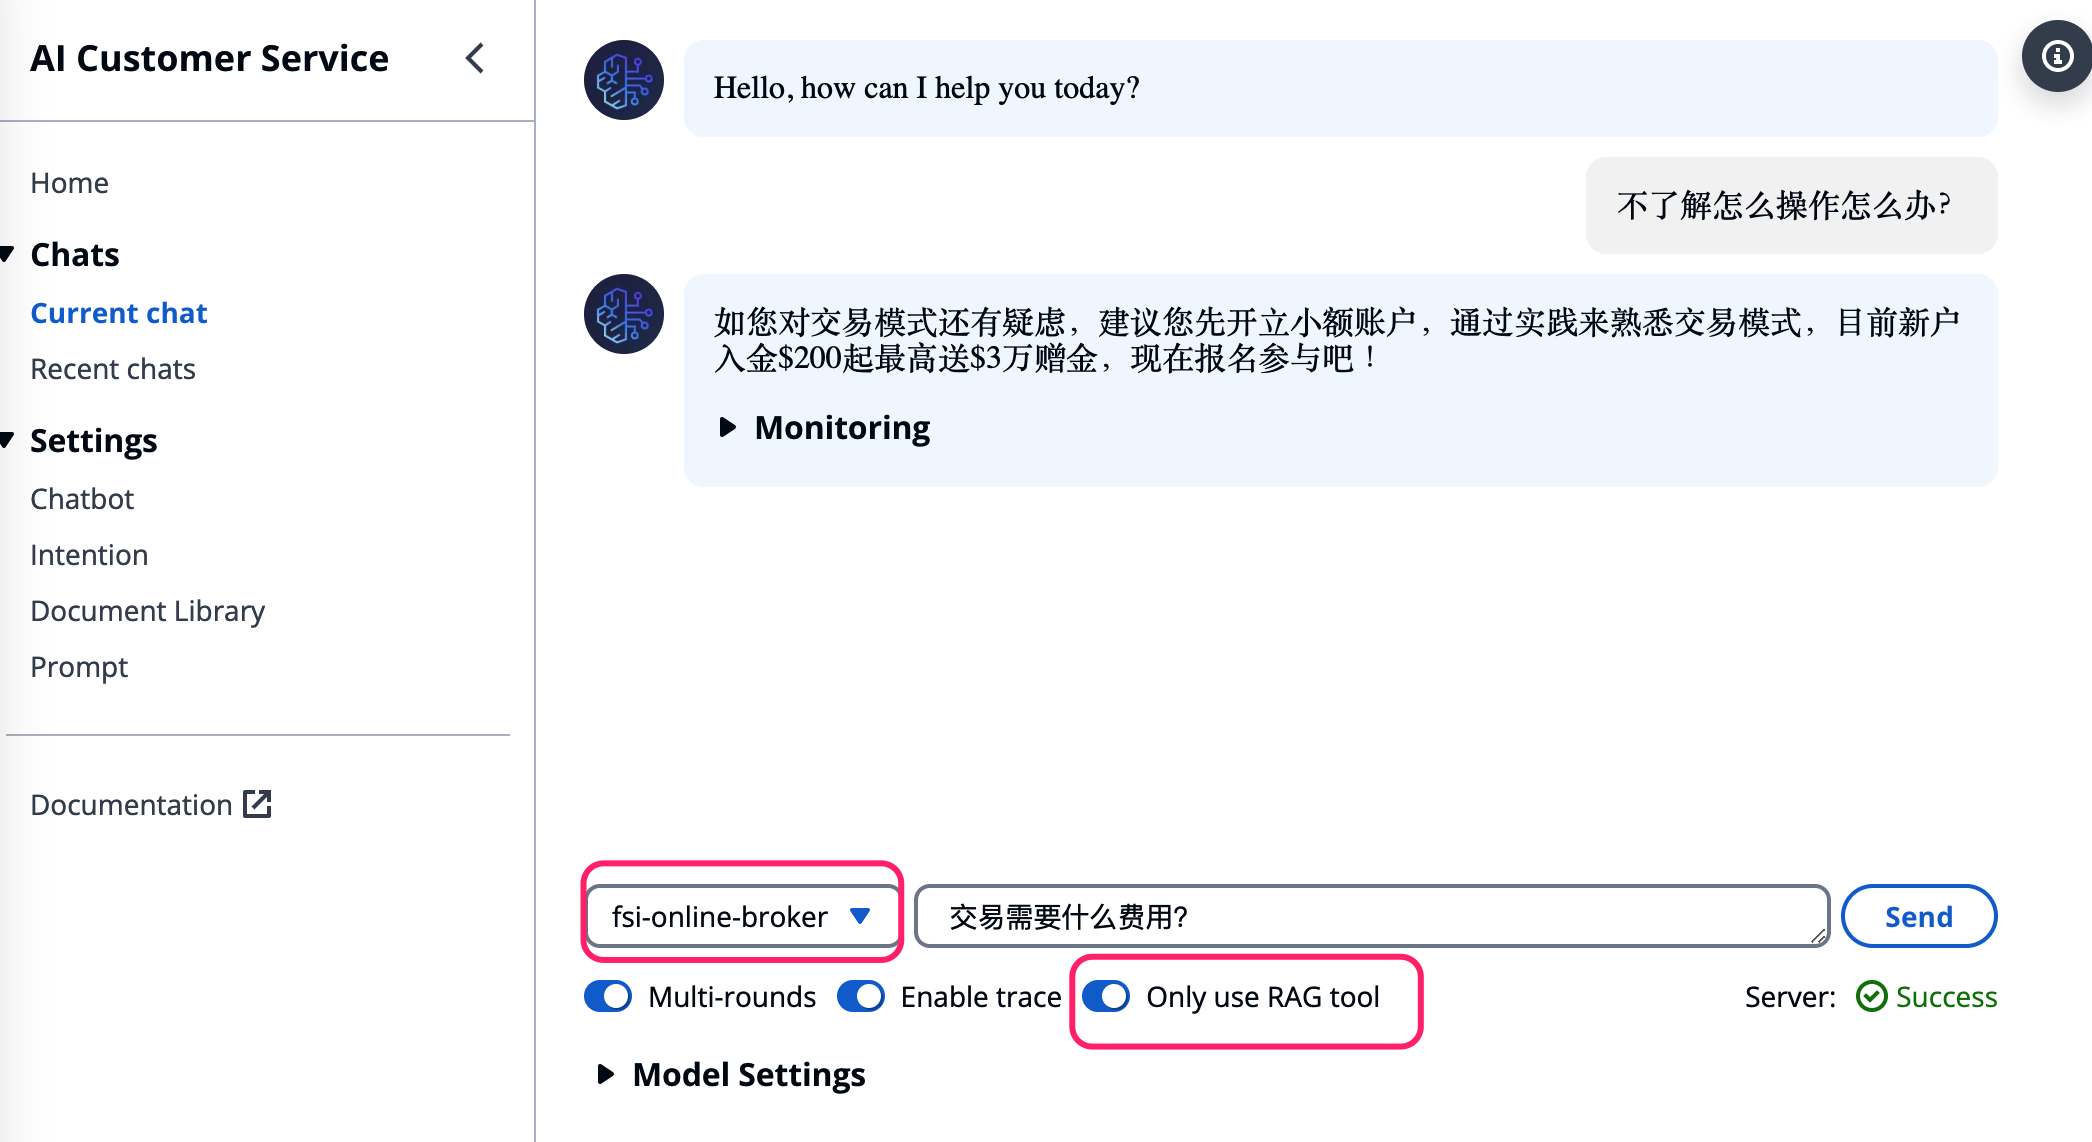 AI Customer Service
Home
Chats
Current chat
Recent chats
Settings
Chatbot
Intention
Document Library
Prompt
Documentation
Hello, how can I help you today?
不了解怎么操作怎么办?
如您对交易模式还有疑虑，建议您先开立小额账户，通过实践来熟悉交易模式，目前新户
入金$200起最高送$3万赠金，现在报名参与吧！
Monitoring
fsi-online-broker
交易需要什么费用?
Send
Multi-rounds
Enable trace
Only use RAG tool
Server: Success
Model Settings